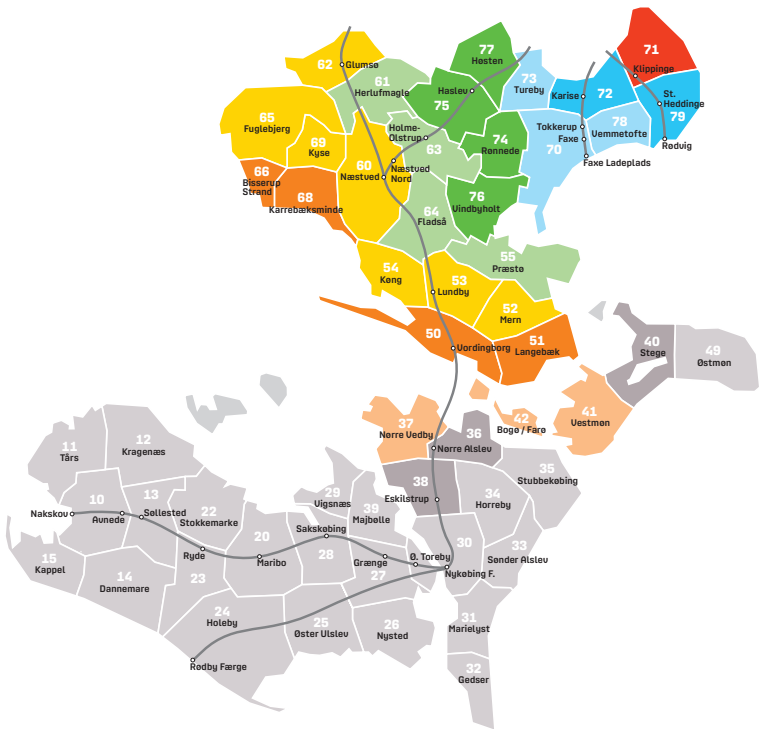 71
Klippinge
77
Høsten
62
Glumsø
73
Tureby
61
Herlufmagle
Haslev
75
Karise
72
St.
Heddinge
79
65
Fuglebjerg
Holme-
Olstrup
Tokkerup
Faxe
78
Vemmetofte
69
Kyse
63
74
Rønnede
70
Rødvig
60
Næstved
Næstved
Nord
Faxe Ladeplads
66
Bisserup
Strand
68
Karrebæksminde
76
Vindbyholt
64
Fladså
55
Præstø
54
Køng
53
Lundby
52
Mern
50
Vordingborg
51
Langebæk
40
Stege
49
Østmøn
37
Nørre Vedby
42
Bogø / Farø
41
Vestmøn
36
Nørre Alslev
11
Tårs
12
Kragenæs
35
Stubbekøbing
38
Eskilstrup
34
Horreby
10
Nakskov
Avnede
13
Søllested
22
Stokkemarke
29
Vigsnæs
39
Majbølle
20
Sakskøbing
30
33
Sønder Alslev
15
Kappel
Ryde
Maribo
28
Grænge
Ø. Toreby
27
Nykøbing F.
14
Dannemare
23
24
Holeby
25
Øster Ulslev
26
Nysted
31
Marielyst
Rødby Færge
32
Gedser